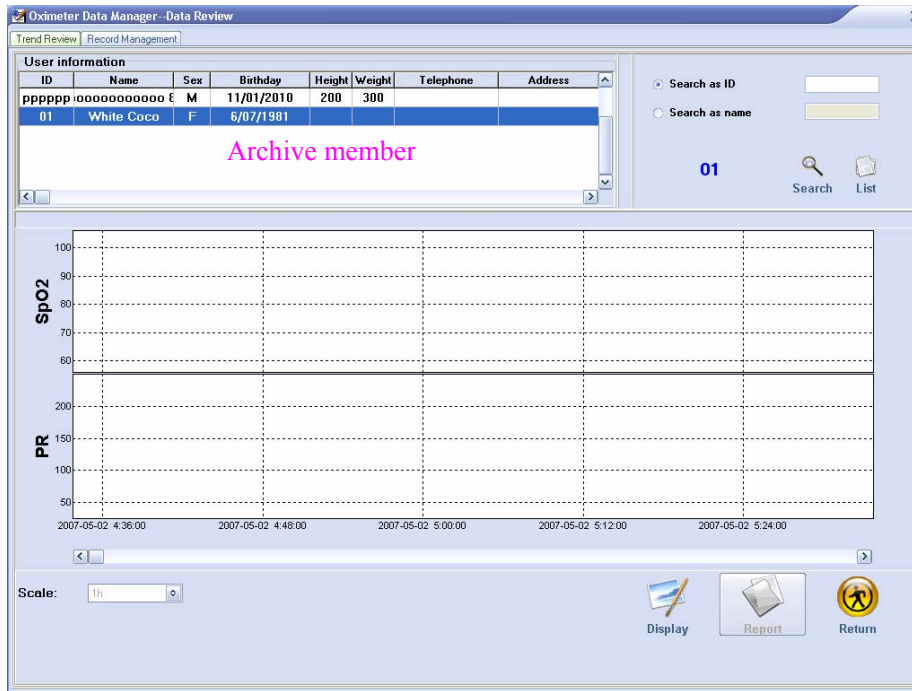 Oximeter Data Manager--Data Review
Trend Review Record Management
User information
ID Name Sex Birthday Height Weight Telephone Address
pppppp M 11/01/2010 200 300
01 White Coco F 6/07/1981
Archive member
Search as ID
Search as name
01
Search List
SpO2
100
90
80
70
60
PR
200
150
100
50
2007-05-02 4:36:00 2007-05-02 4:48:00 2007-05-02 5:00:00 2007-05-02 5:12:00 2007-05-02 5:24:00
Scale: 1h
Display Report Return